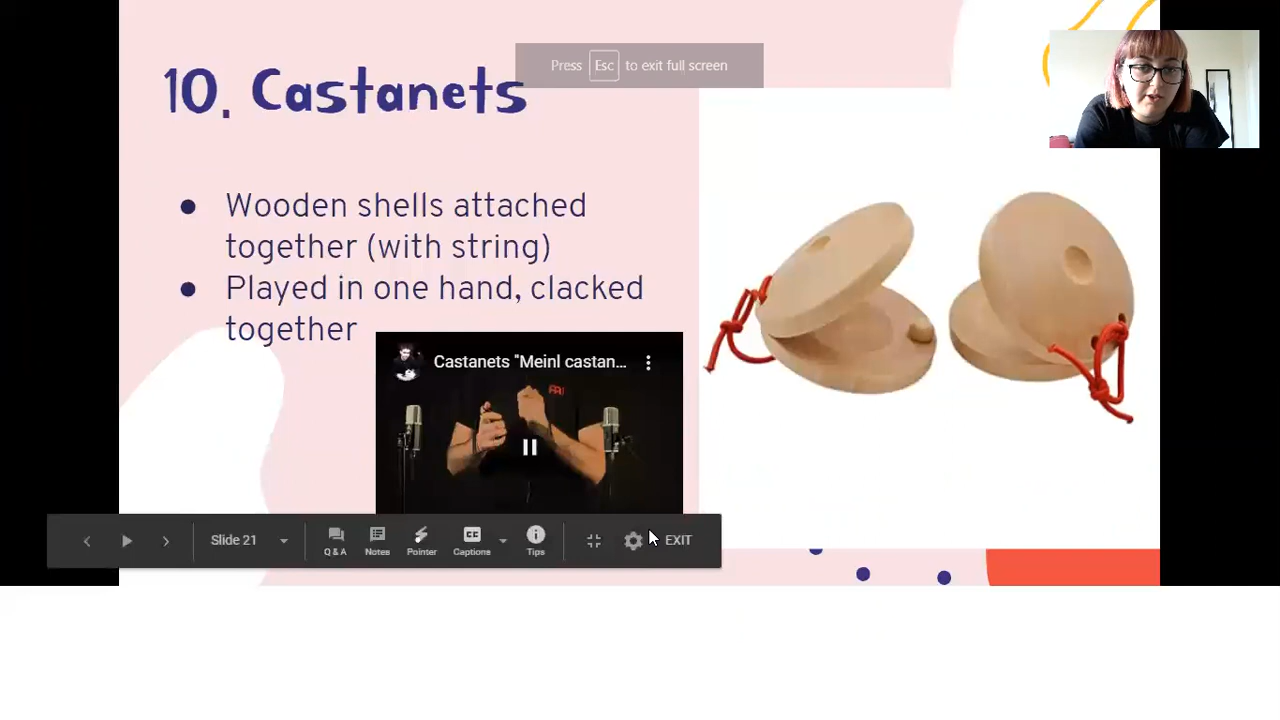 10. Castanets
Press Esc to exit full screen
● Wooden shells attached
together (with string)
● Played in one hand, clacked
together
Castanets "Meinl castan...
Slide 21
Q & A
Notes
Pointer
CC
Captions
Tips
EXIT